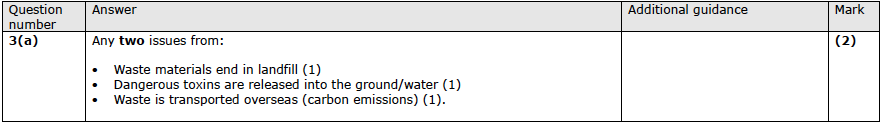 Question number Answer Additional guidance Mark
3(a) Any two issues from: (2)
• Waste materials end in landfill (1)
• Dangerous toxins are released into the ground/water (1)
• Waste is transported overseas (carbon emissions) (1).